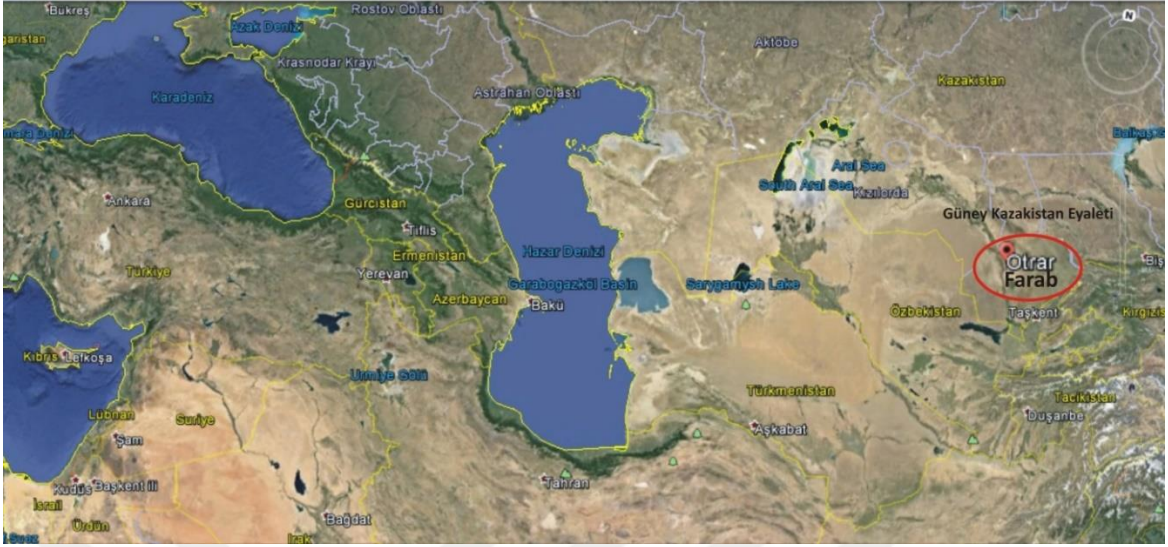 Bükreş
Rostov Oblastı
Azak Denizi
Krasnodar Krayı
Aktöbe
Kazakistan
Karadeniz
Astrahan Oblastı
Aral Sea
South Aral Sea
Kızılorda
Güney Kazakistan Eyaleti
Ankara
Gürcistan
Tiflis
Ermenistan
Hazar Denizi
Otrar
Farab
Türkiye
Yerevan
Garabogazköl Basin
Sarygamysh Lake
Azerbaycan
Bakü
Özbekistan
Taşkent
Kıbrıs
Lefkoşa
Urmiye Gölü
Türkmenistan
Tacikistan
Lübnan
Suriye
Duşanbe
Şam
Aşkabat
Kudüs
Başkent ili
Tahran
İsrail
Ürdün
Bağdat
Irak
N